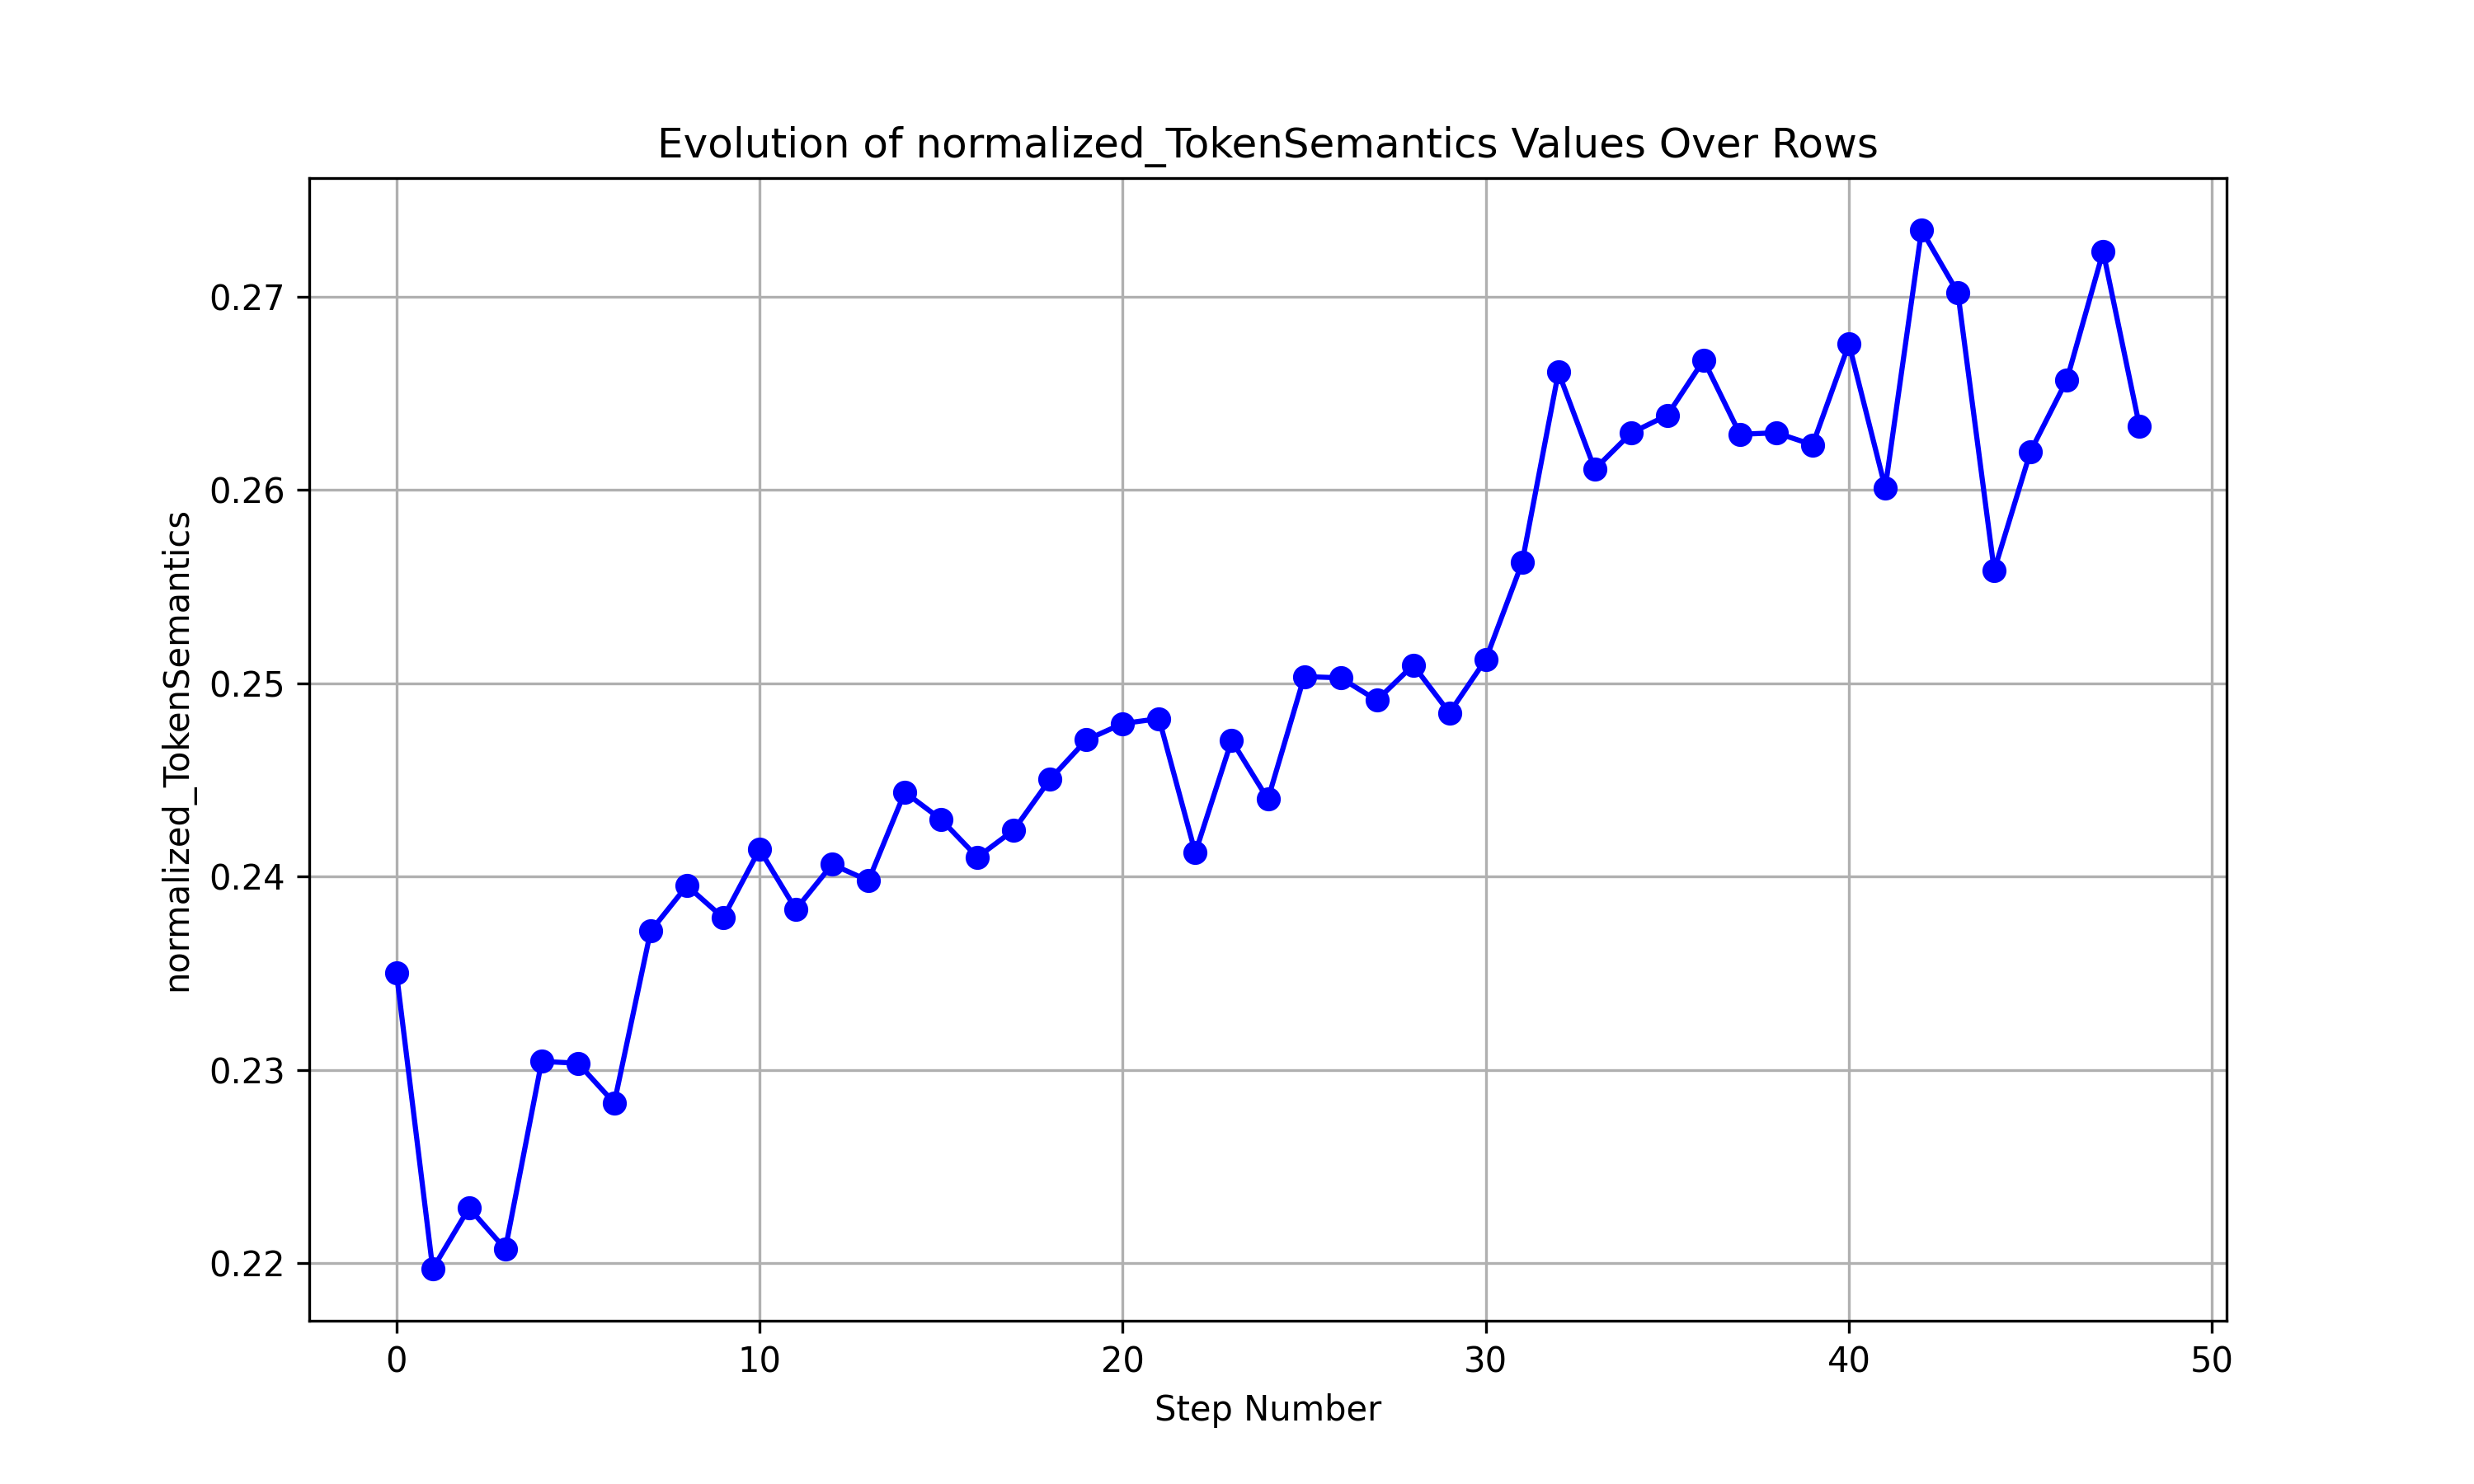 Evolution of normalized_TokenSemantics Values Over Rows
normalized_TokenSemantics
0.27
0.26
0.25
0.24
0.23
0.22
0 10 20 30 40 50
Step Number